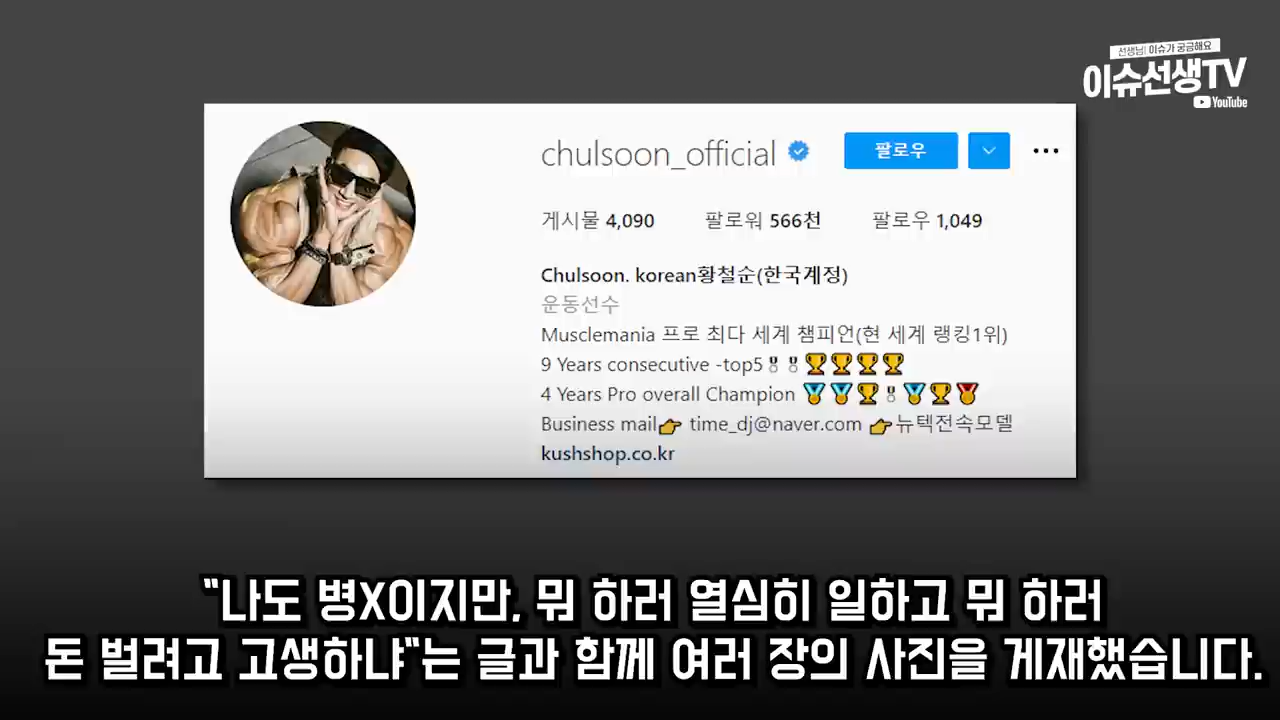 선생님! 이슈가 궁금해요
이슈선생TV
YouTube
chulsoon_official
팔로우
게시물 4,090 팔로워 566천 팔로우 1,049
Chulsoon. korean황철순(한국계정)
운동선수
Musclemania 프로 최다 세계 챔피언(현 세계 랭킹1위)
9 Years consecutive -top5🎖🎖🏆🏆🏆🏆
4 Years Pro overall Champion 🥇🥇🏆🎖🥇🏆🏅
Business mail👉 time_dj@naver.com 👉뉴텍전속모델
kushshop.co.kr
"나도 병X이지만, 뭐 하러 열심히 일하고 뭐 하러
돈 벌려고 고생하냐"는 글과 함께 여러 장의 사진을 게재했습니다.